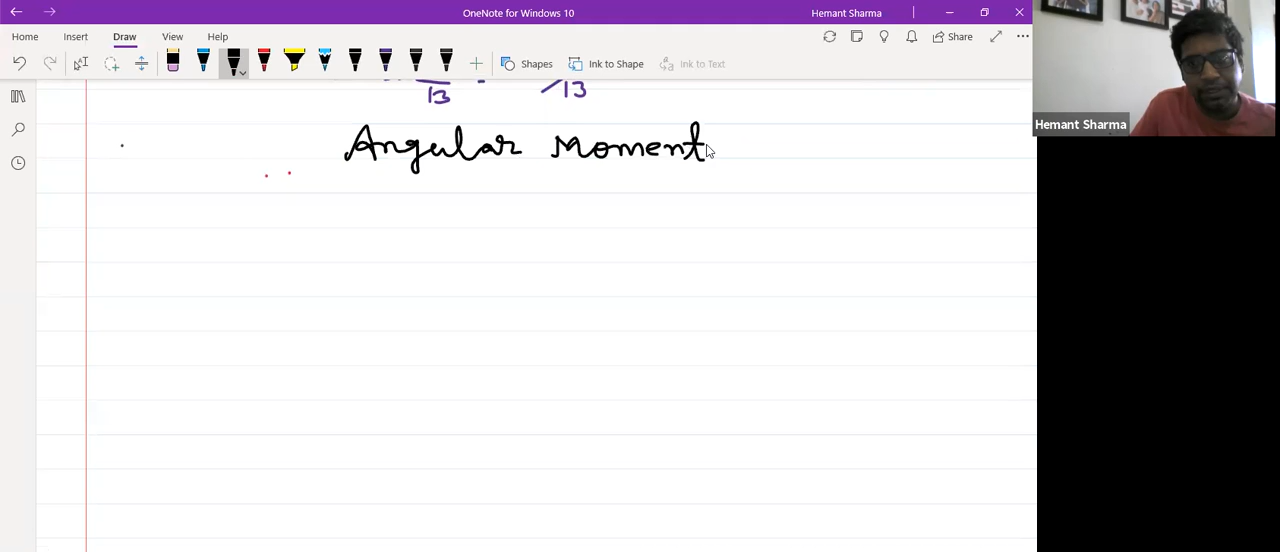 OneNote for Windows 10
Hemant Sharma
Home Insert Draw View Help
Share
Shapes Ink to Shape Ink to Text
13 13
Angular Moment
Hemant Sharma